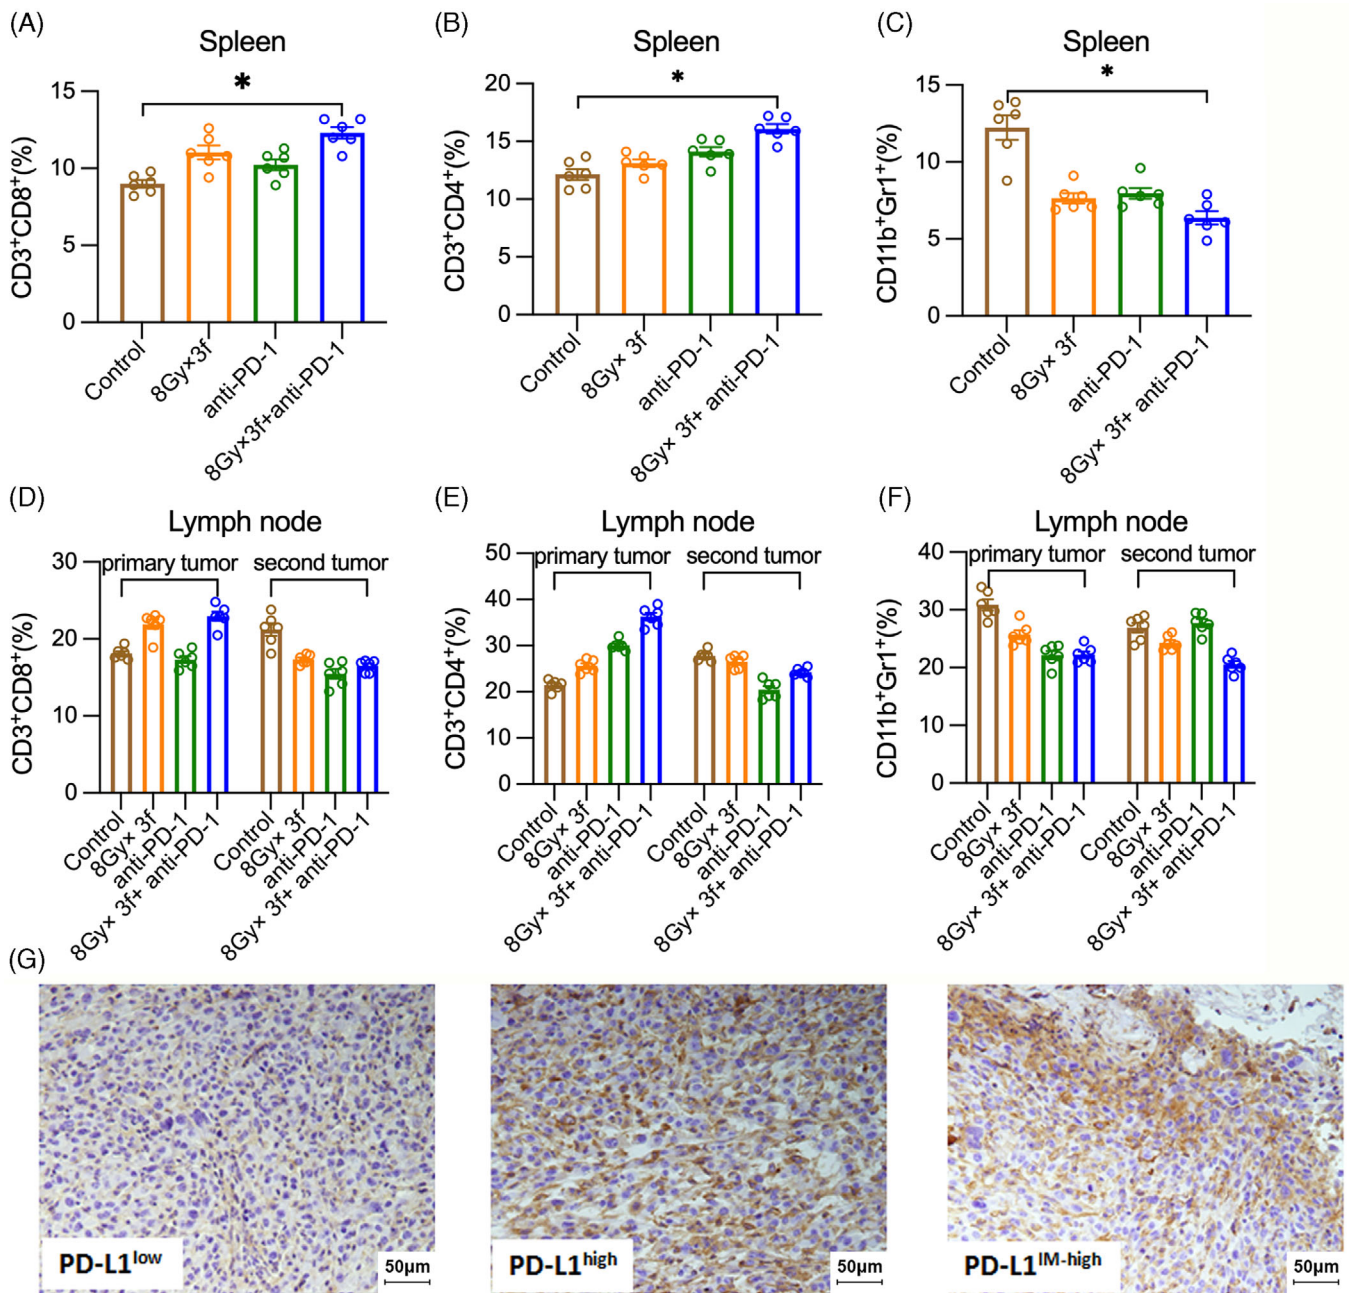 (A)
Spleen
*
CD3+CD8+(%)
15
10
5
0
Control
8Gy×3f
anti-PD-1
8Gy×3f+anti-PD-1
(B)
Spleen
*
CD3+CD4+(%)
20
15
10
5
0
Control
8Gy× 3f
anti-PD-1
8Gy× 3f+ anti-PD-1
(C)
Spleen
*
CD11b+Gr1+(%)
15
10
5
0
Control
8Gy× 3f
anti-PD-1
8Gy× 3f+ anti-PD-1
(D)
Lymph node
primary tumor
second tumor
CD3+CD8+(%)
30
20
10
0
Control
8Gy× 3f
anti-PD-1
8Gy× 3f+ anti-PD-1
Control
8Gy× 3f
anti-PD-1
8Gy× 3f+ anti-PD-1
(E)
Lymph node
primary tumor
second tumor
CD3+CD4+(%)
50
40
30
20
10
0
Control
8Gy× 3f
anti-PD-1
8Gy× 3f+ anti-PD-1
Control
8Gy× 3f
anti-PD-1
8Gy× 3f+ anti-PD-1
(F)
Lymph node
primary tumor
second tumor
CD11b+Gr1+(%)
40
30
20
10
0
Control
8Gy× 3f
anti-PD-1
8Gy× 3f+ anti-PD-1
Control
8Gy× 3f
anti-PD-1
8Gy× 3f+ anti-PD-1
(G)
PD-L1low
50μm
PD-L1high
50μm
PD-L1IM-high
50μm